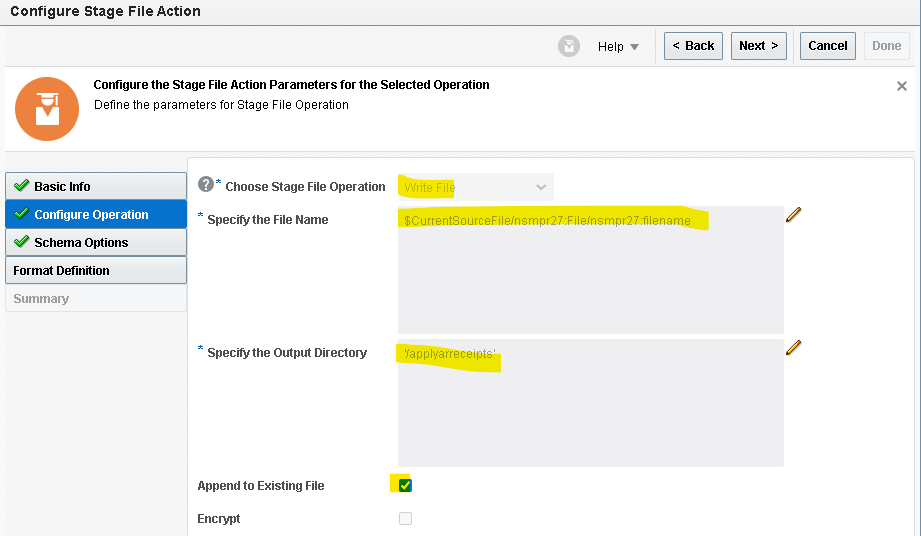 Configure Stage File Action
Help
< Back
Next >
Cancel
Done
Configure the Stage File Action Parameters for the Selected Operation
Define the parameters for Stage File Operation
Basic Info
Configure Operation
Schema Options
Format Definition
Summary
? * Choose Stage File Operation
Write File
* Specify the File Name
$CurrentSourceFile/nsmpr27:File/nsmpr27:filename
* Specify the Output Directory
'/applyarreceipts'
Append to Existing File
Encrypt